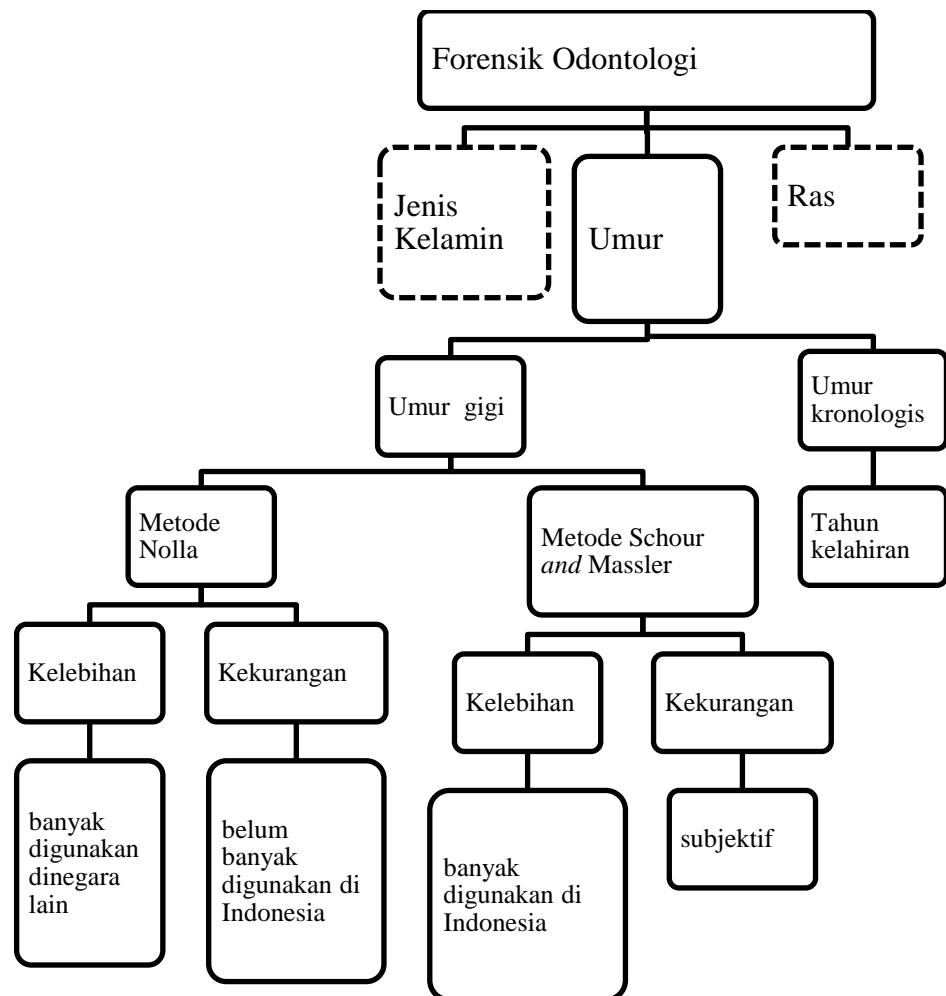 Forensik Odontologi
Jenis
Kelamin
Umur
Ras
Umur gigi
Umur
kronologis
Metode
Nolla
Metode Schour
and Massler
Tahun
kelahiran
Kelebihan
Kekurangan
Kelebihan
Kekurangan
banyak
digunakan
dinegara
lain
belum
banyak
digunakan di
Indonesia
banyak
digunakan di
Indonesia
subjektif